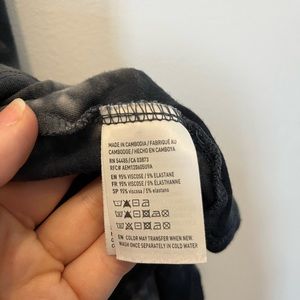 MADE IN CAMBODIA / FABRIQUÉ AU
CAMBODGE / HECHO EN CAMBOYA
RN 54485/CA 03873
EN 95% VISCOSE / 5% ELASTANE
FR 95% VISCOSE / 5% ÉLASTHANNE
SP 95% viscosa / 5% elastano
EN COLOR MAY TRANSFER WHEN NEW.
WASH ONCE SEPARATELY IN COLD WATER